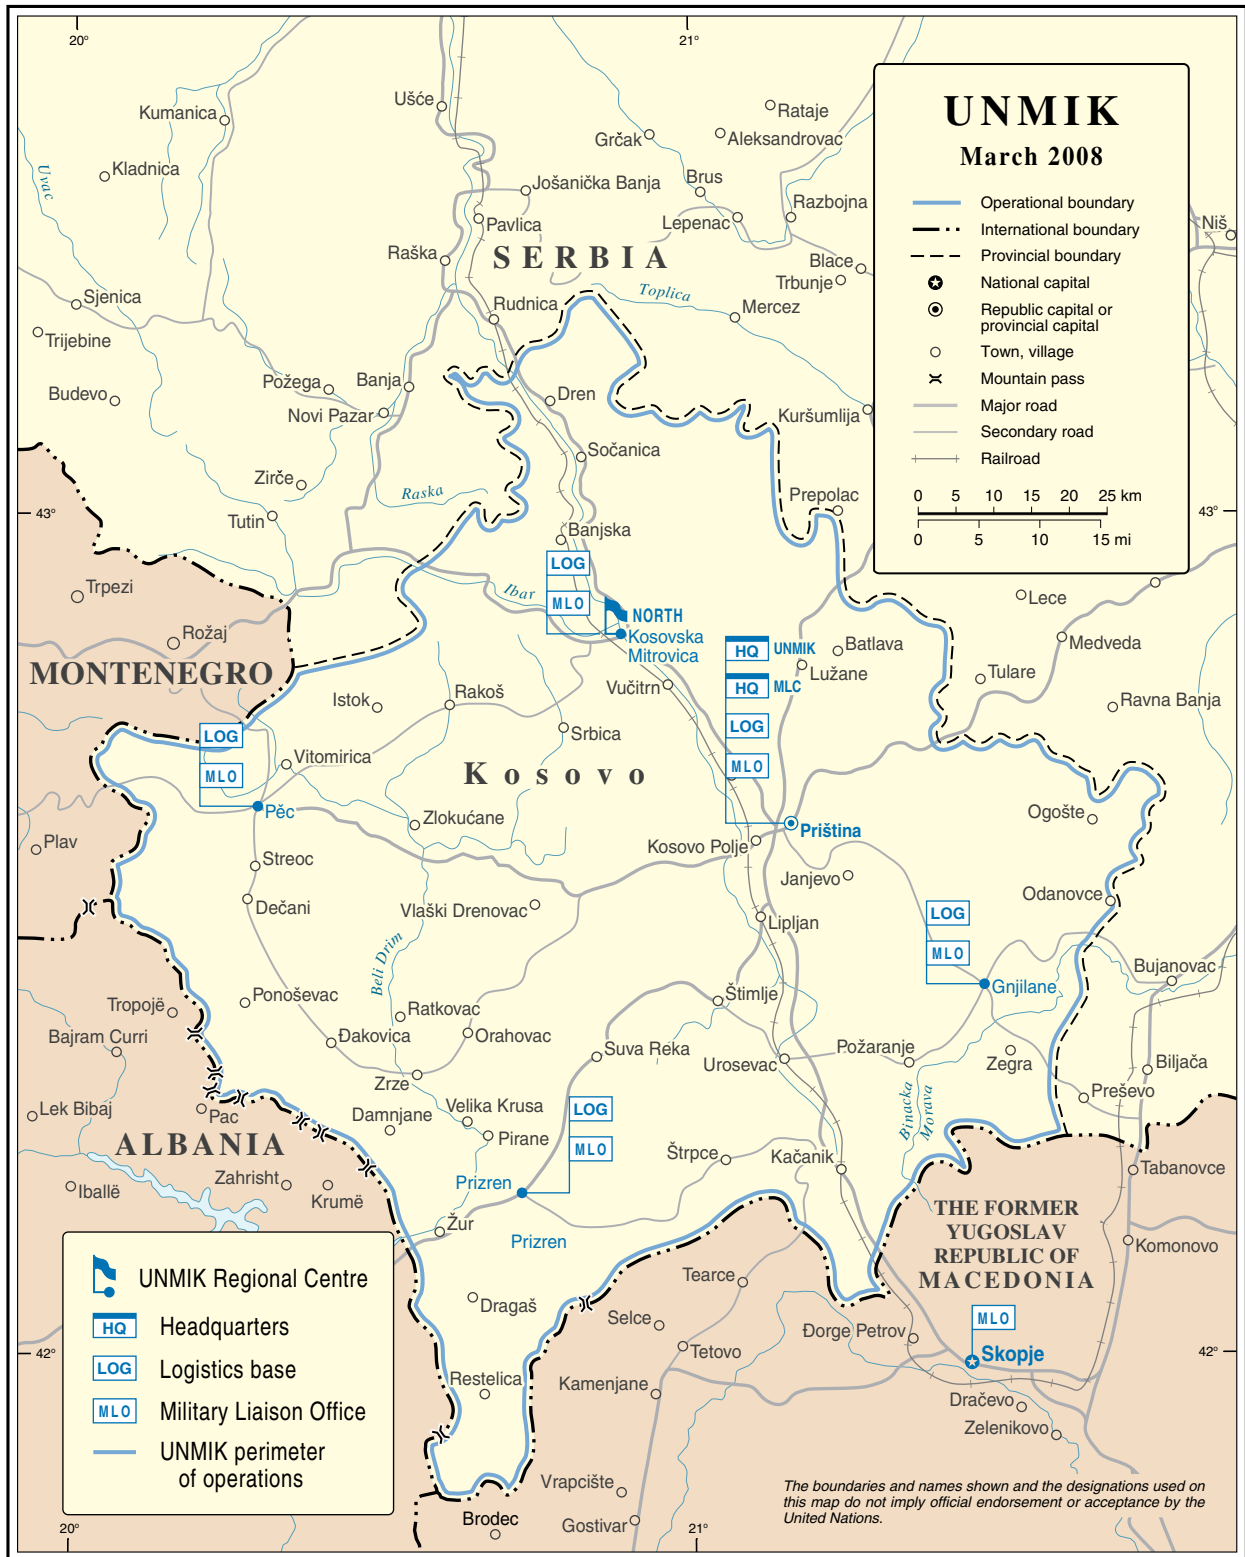 20°
21°
UNMIK
March 2008
Operational boundary
International boundary
Provincial boundary
National capital
Republic capital or
provincial capital
Town, village
Mountain pass
Major road
Secondary road
Railroad
0 5 10 15 20 25 km
0 5 10 15 mi
Ušće
Kumanica
Rataje
Grčak
Aleksandrovac
Kladnica
Uvac
Jošanička Banja
Brus
Razbojna
Pavlica
Lepenac
Niš
Raška
SERBIA
Blace
Trbunje
Sjenica
Rudnica
Toplica
Mercez
Trijebine
Požega
Banja
Budevo
Dren
Novi Pazar
Kuršumlija
Sočanica
Zirče
Raska
Prepolac
43°
43°
Tutin
Banjska
LOG
Trpezi
Ibar
MLO
NORTH
Lece
Rožaj
Kosovska
Mitrovica
HQ UNMIK
Batlava
Medveda
MONTENEGRO
Lužane
Tulare
HQ MLC
Vučitrn
Istok
Rakoš
Ravna Banja
LOG
Srbica
LOG
Vitomirica
MLO
MLO
Kosovo
Pěc
Zlokućane
Ogošte
Priština
Plav
Kosovo Polje
Streoc
Janjevo
Odanovce
Dečani
Vlaški Drenovac
LOG
Lipljan
MLO
Beli Drim
Bujanovac
Gnjilane
Tropojë
Ponoševac
Štimlje
Ratkovac
Bajram Curri
Đakovica
Orahovac
Suva Reka
Urosevac
Požaranje
Zegra
Biljača
Zrze
Preševo
Lek Bibaj
Pac
Damnjane
Velika Krusa
LOG
Binacka
Morava
ALBANIA
Pirane
MLO
Štrpce
Kačanik
Tabanovce
Iballë
Zahrisht
Krumë
Prizren
THE FORMER
YUGOSLAV
REPUBLIC OF
MACEDONIA
Žur
Prizren
Komonovo
UNMIK Regional Centre
HQ Headquarters
LOG Logistics base
MLO Military Liaison Office
UNMIK perimeter
of operations
Tearce
Dragaš
Selce
MLO
Đorge Petrov
42°
42°
Tetovo
Skopje
Restelica
Kamenjane
Dračevo
Zelenikovo
Vrapcište
The boundaries and names shown and the designations used on
this map do not imply official endorsement or acceptance by the
United Nations.
Brodec
Gostivar
20°
21°